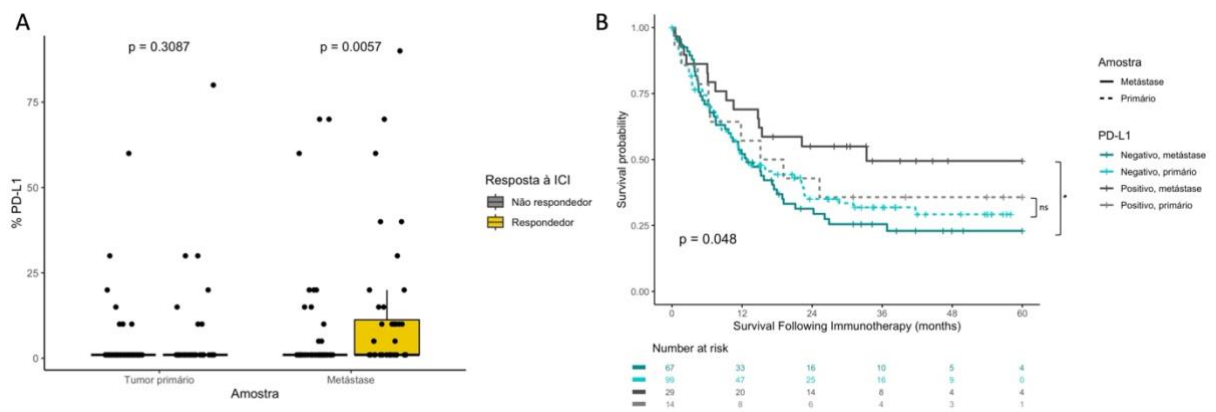 A
p = 0.3087
p = 0.0057
% PD-L1
75
50
25
0
Tumor primário
Metástase
Amostra
Resposta à ICI
Não respondedor
Respondedor
B
Survival probability
1.00
0.75
0.50
0.25
0.00
p = 0.048
ns
*
0 12 24 36 48 60
Survival Following Immunotherapy (months)
Amostra
Metástase
Primário
PD-L1
Negativo, metástase
Negativo, primário
Positivo, metástase
Positivo, primário
Number at risk
67 33 16 10 5 4
99 47 25 16 9 0
29 20 14 8 4 4
14 8 6 4 3 1